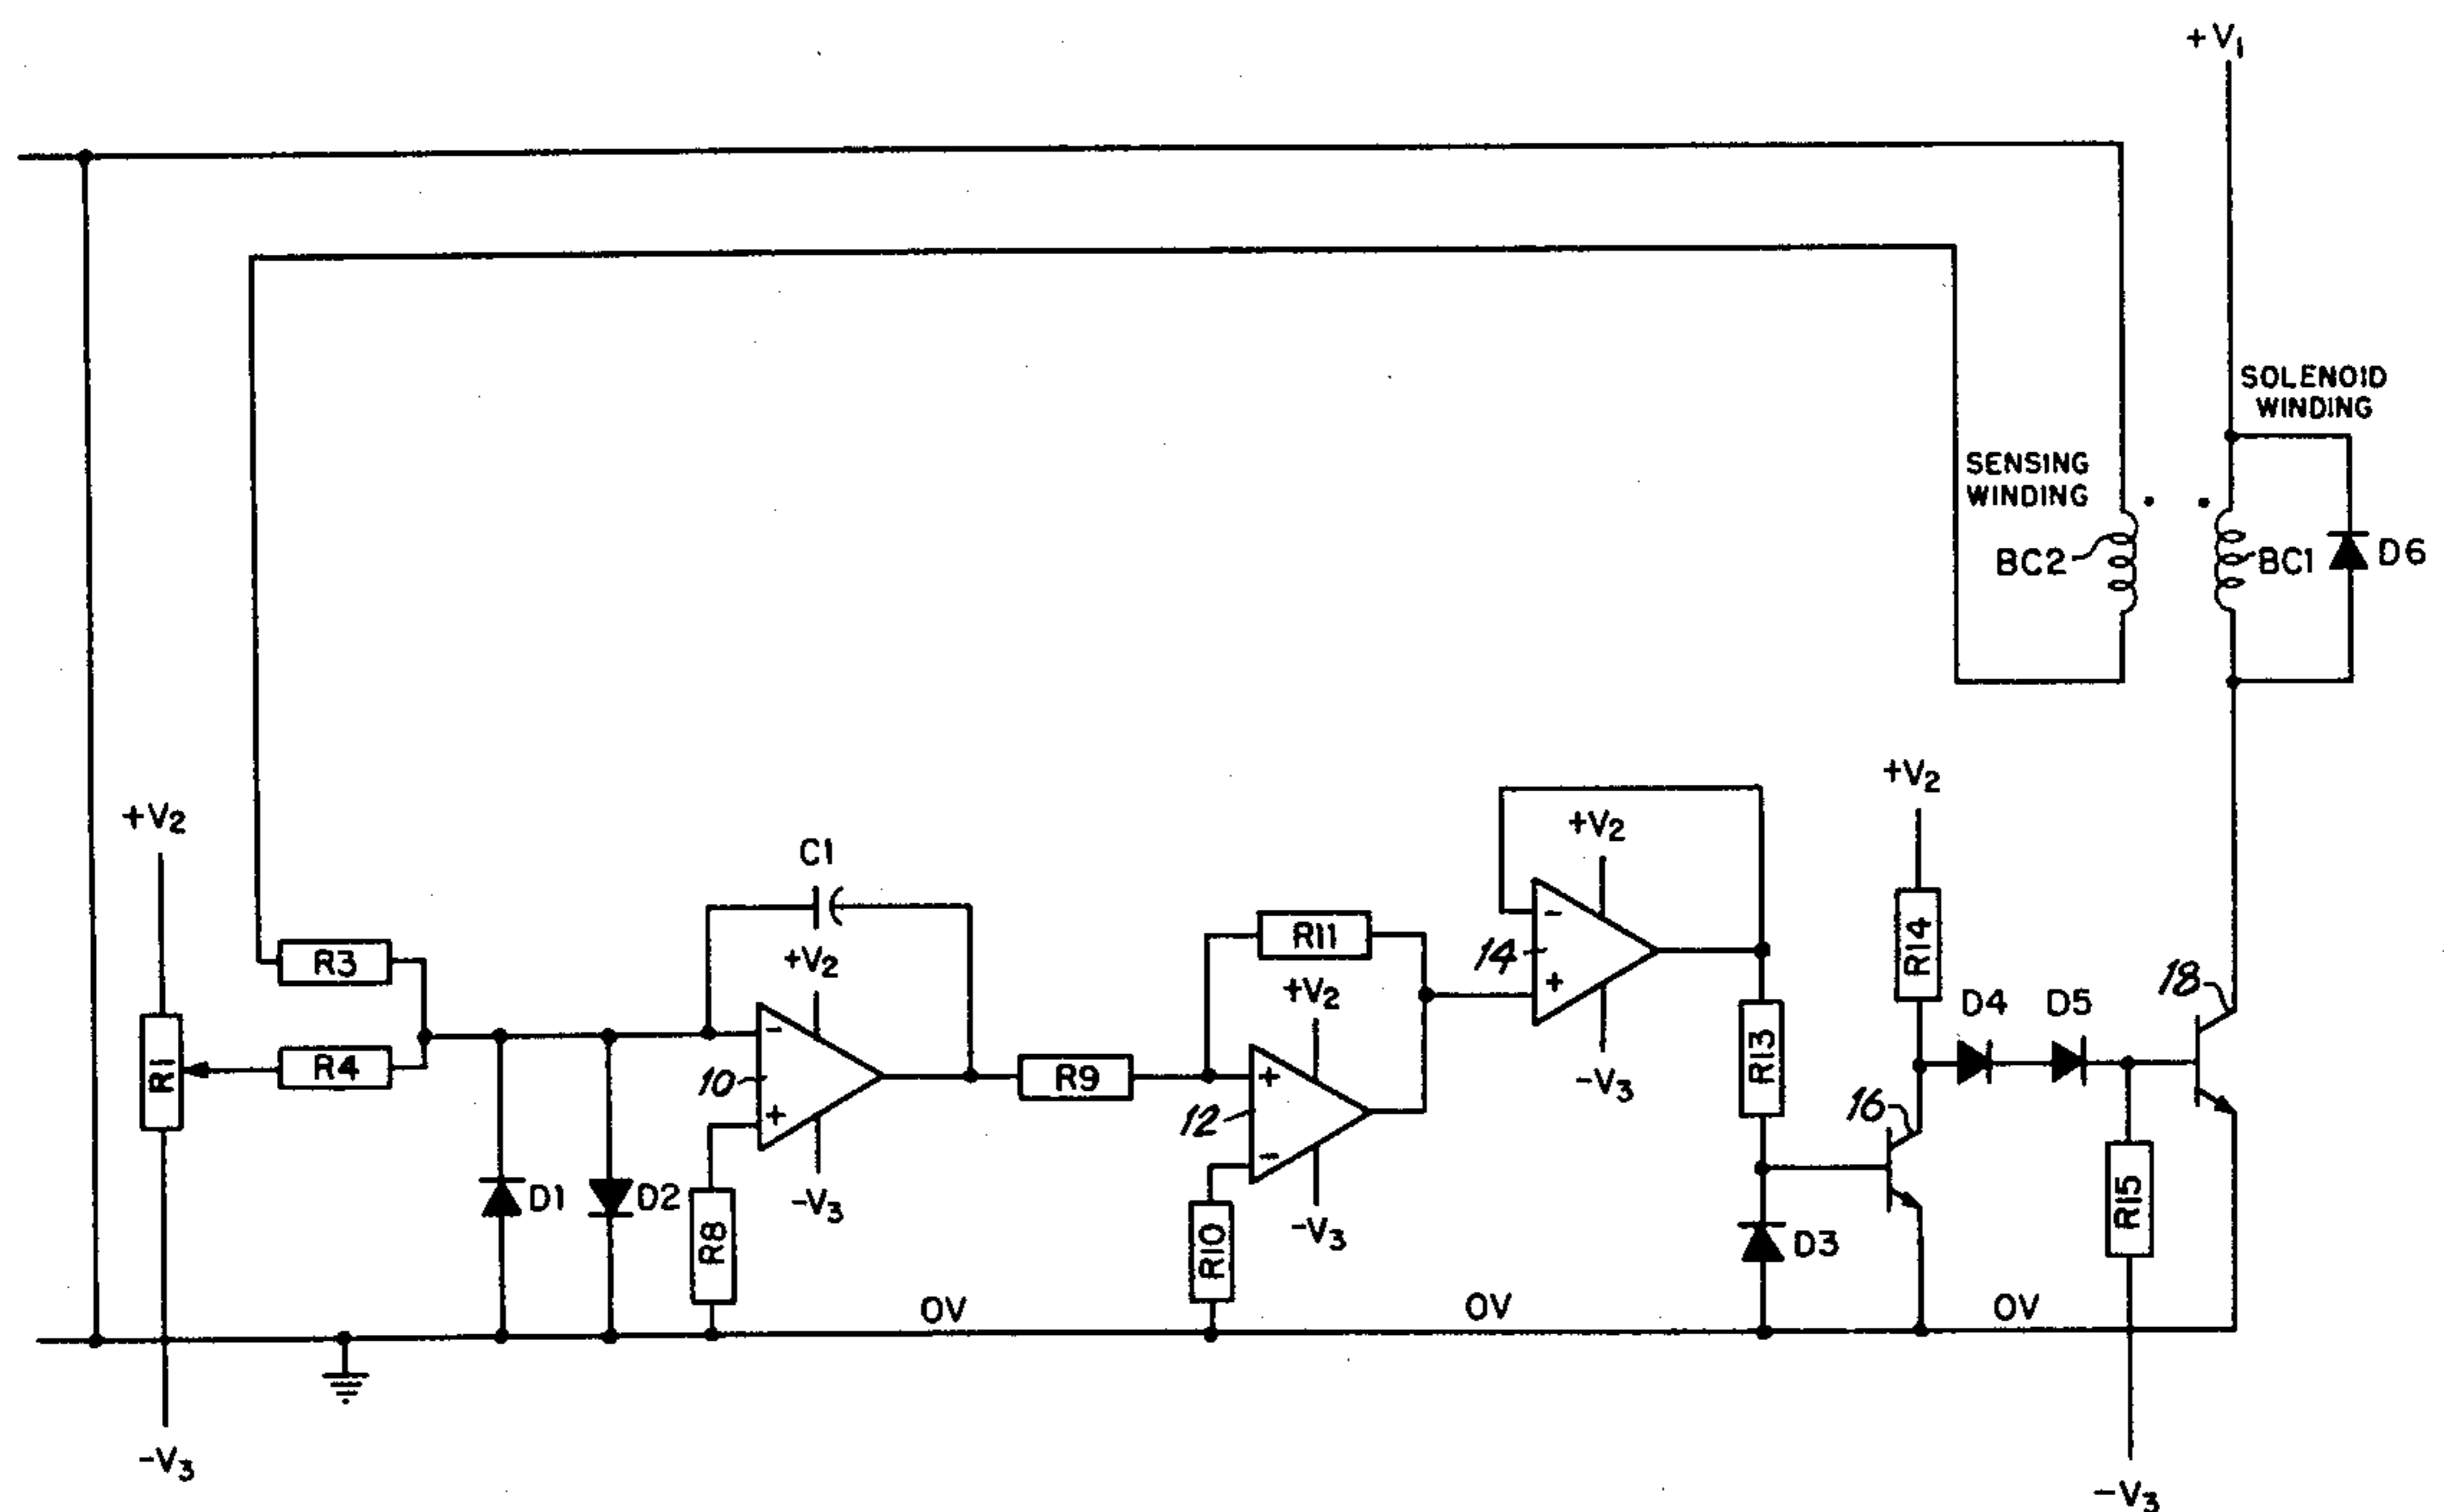 +V1
SOLENOID
WINDING
SENSING
WINDING
BC2
BC1
D6
+V2
+V2
C1
+V2
R3
R11
14
-
+
R14
18
+V2
+V2
D4
D5
R1
R4
10
-
+
R9
12
+
-
-V3
R13
16
D1
D2
R8
-V3
R10
-V3
D3
R15
0V
0V
0V
-V3
-V3